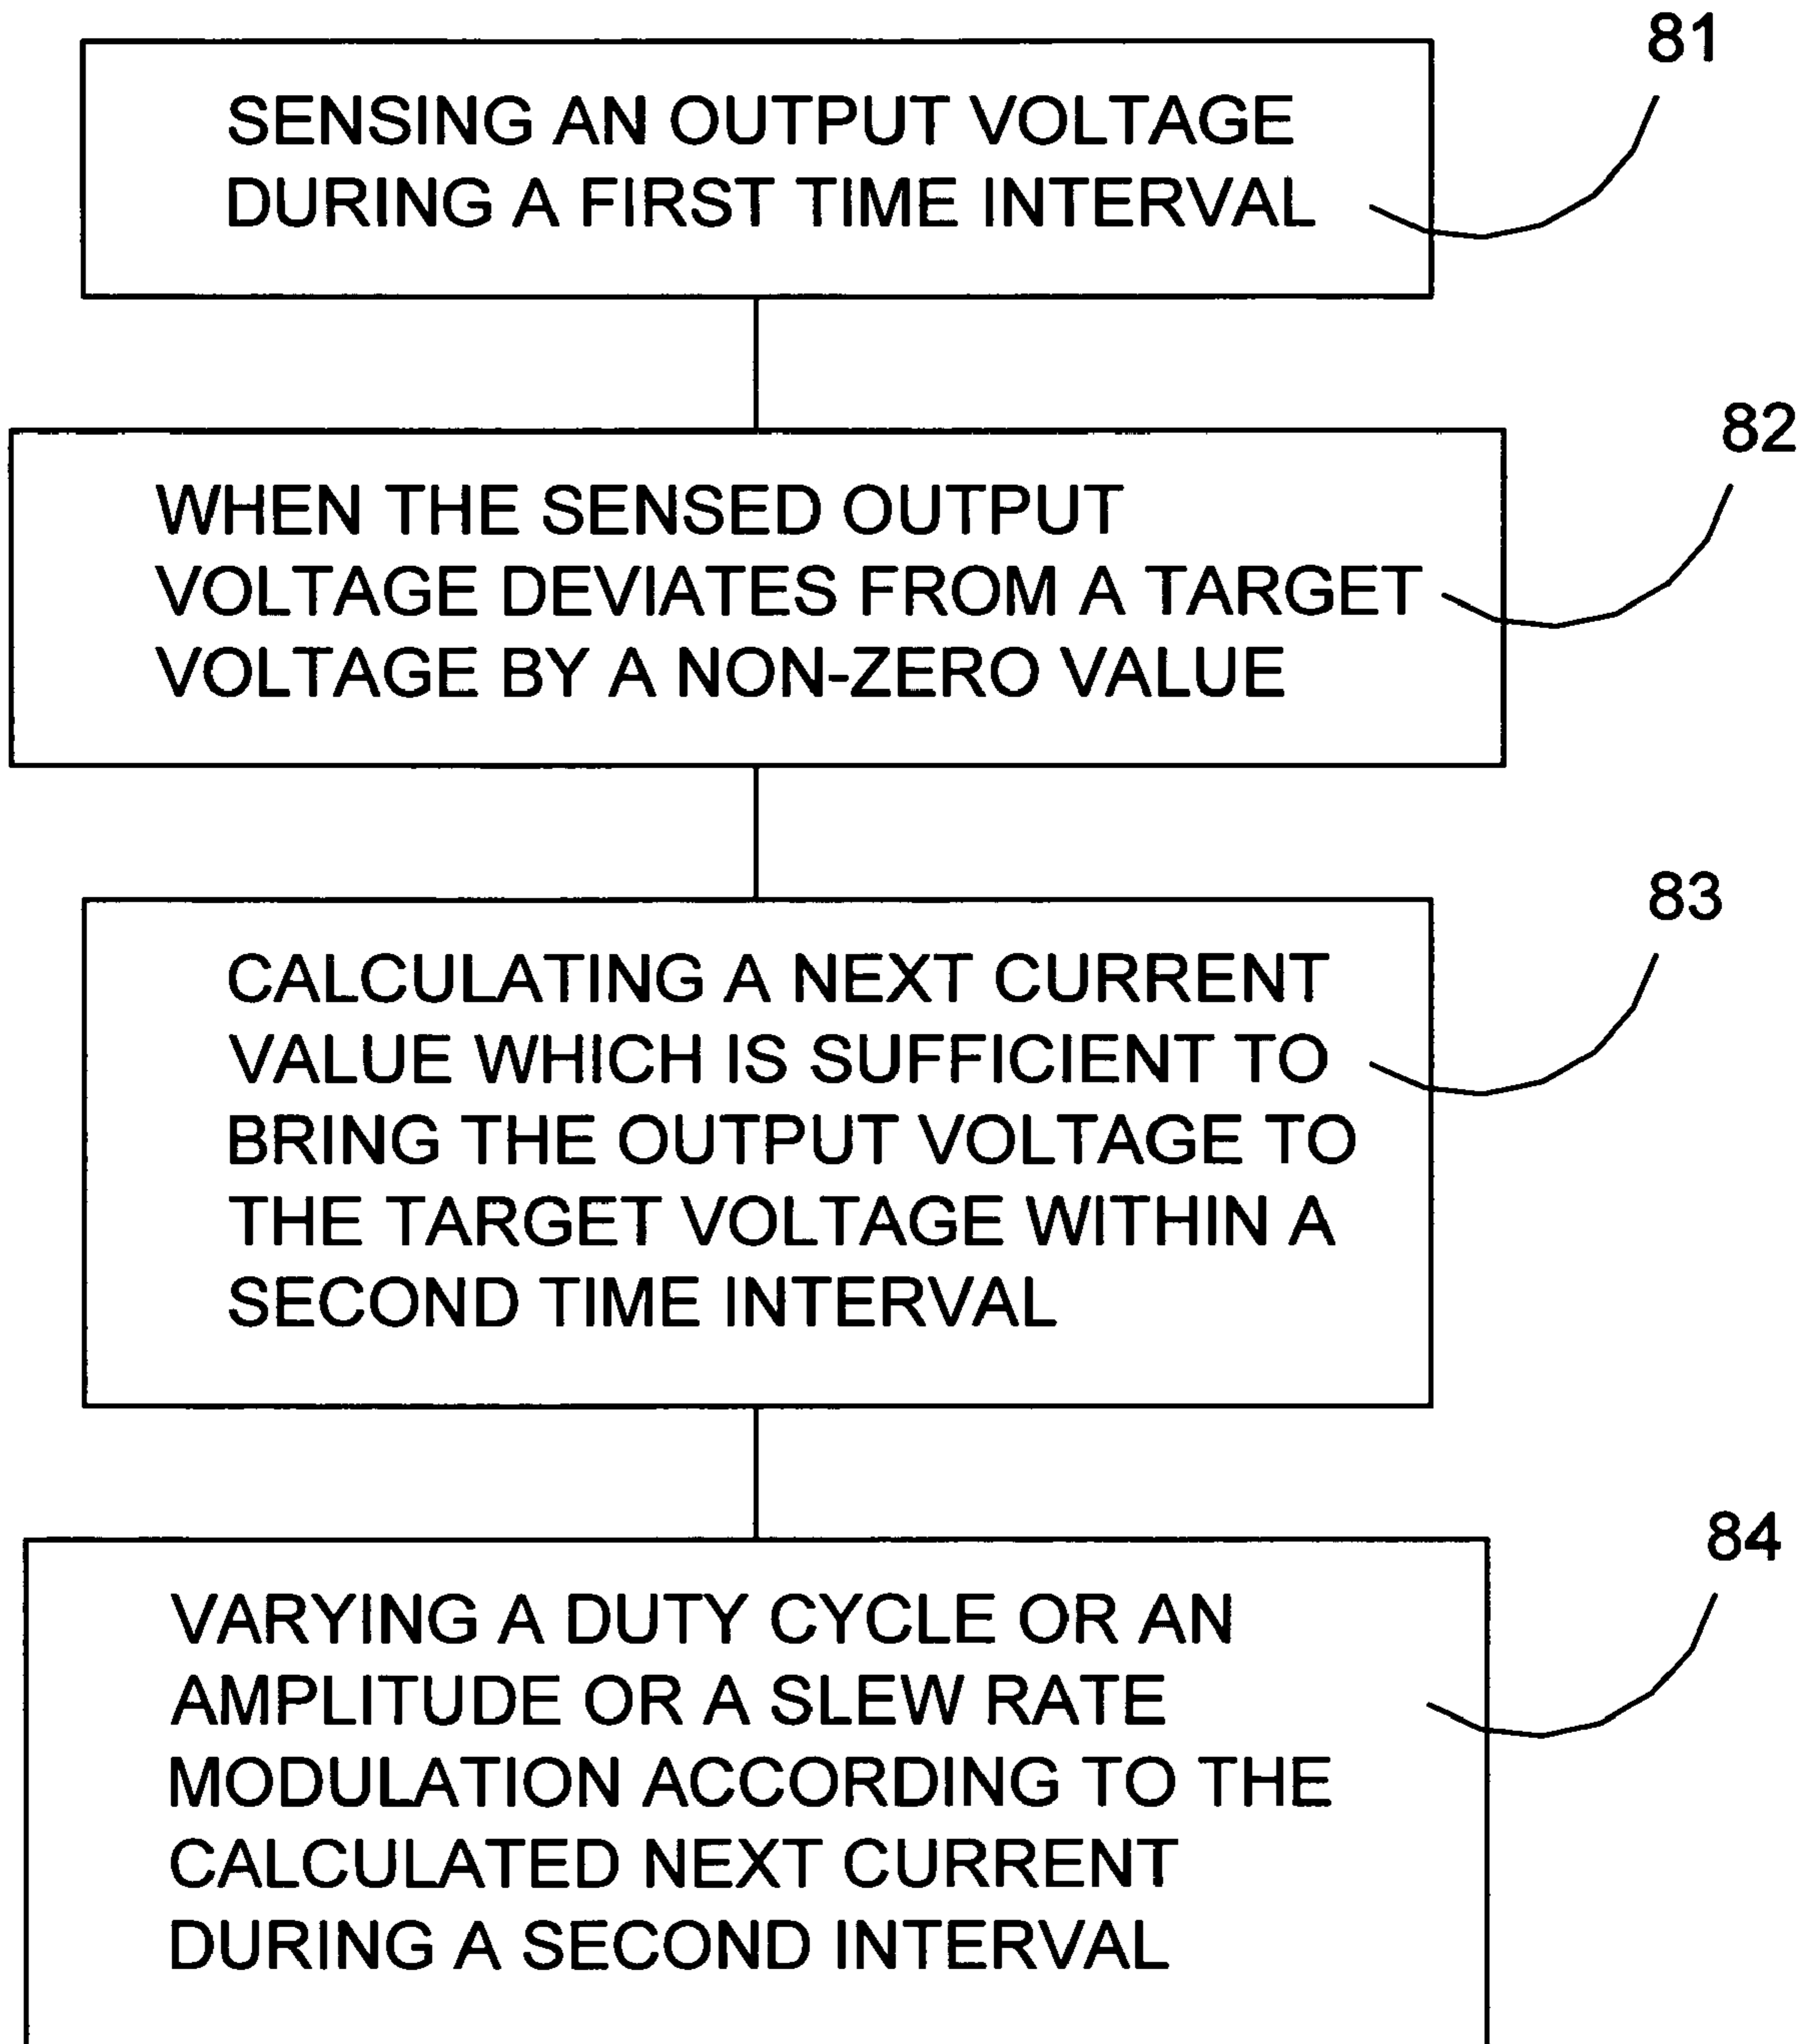 81
SENSING AN OUTPUT VOLTAGE
DURING A FIRST TIME INTERVAL
82
WHEN THE SENSED OUTPUT
VOLTAGE DEVIATES FROM A TARGET
VOLTAGE BY A NON-ZERO VALUE
83
CALCULATING A NEXT CURRENT
VALUE WHICH IS SUFFICIENT TO
BRING THE OUTPUT VOLTAGE TO
THE TARGET VOLTAGE WITHIN A
SECOND TIME INTERVAL
84
VARYING A DUTY CYCLE OR AN
AMPLITUDE OR A SLEW RATE
MODULATION ACCORDING TO THE
CALCULATED NEXT CURRENT
DURING A SECOND INTERVAL